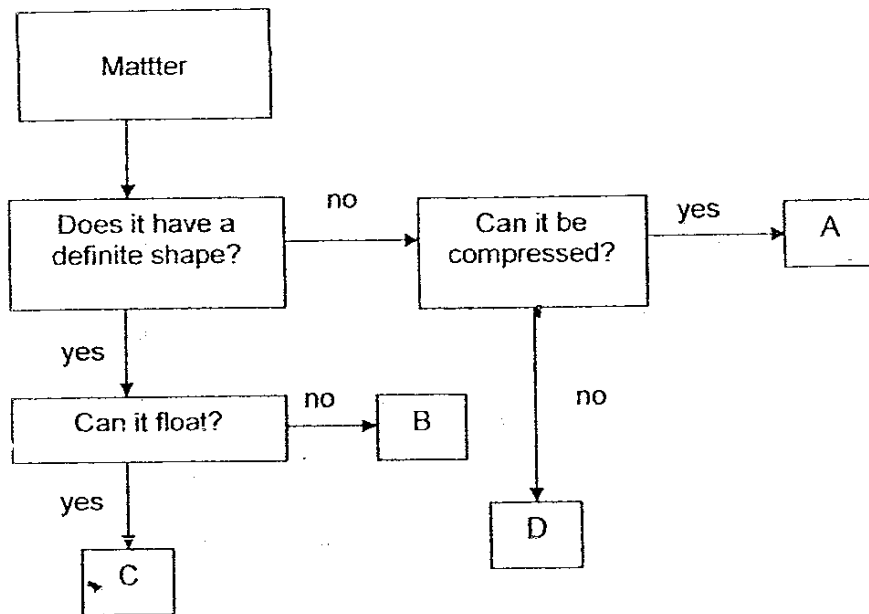 Mattter
Does it have a
definite shape?
no
Can it be
compressed?
yes
A
yes
Can it float?
no
B
no
yes
D
C